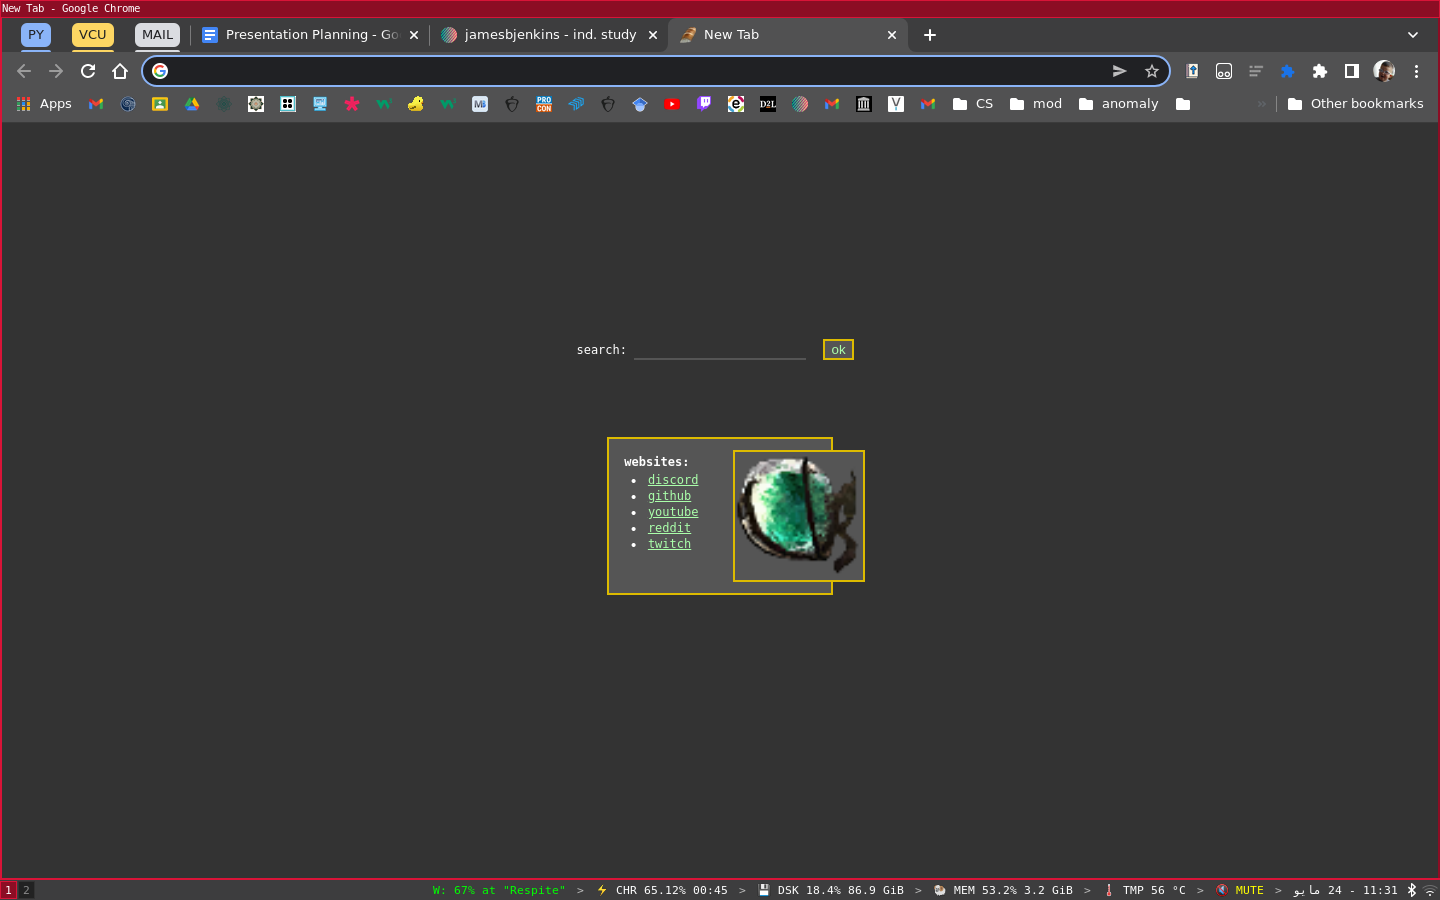 New Tab - Google Chrome
PY VCU MAIL Presentation Planning - Go jamesbjenkins - ind. study New Tab
Apps CS mod anomaly Other bookmarks
search: ok
websites:
discord
github
youtube
reddit
twitch
1 2 W: 67% at "Respite" > CHR 65.12% 00:45 > DSK 18.4% 86.9 GiB > MEM 53.2% 3.2 GiB > TMP 56 °C > MUTE > 11:31 - 24 مايو